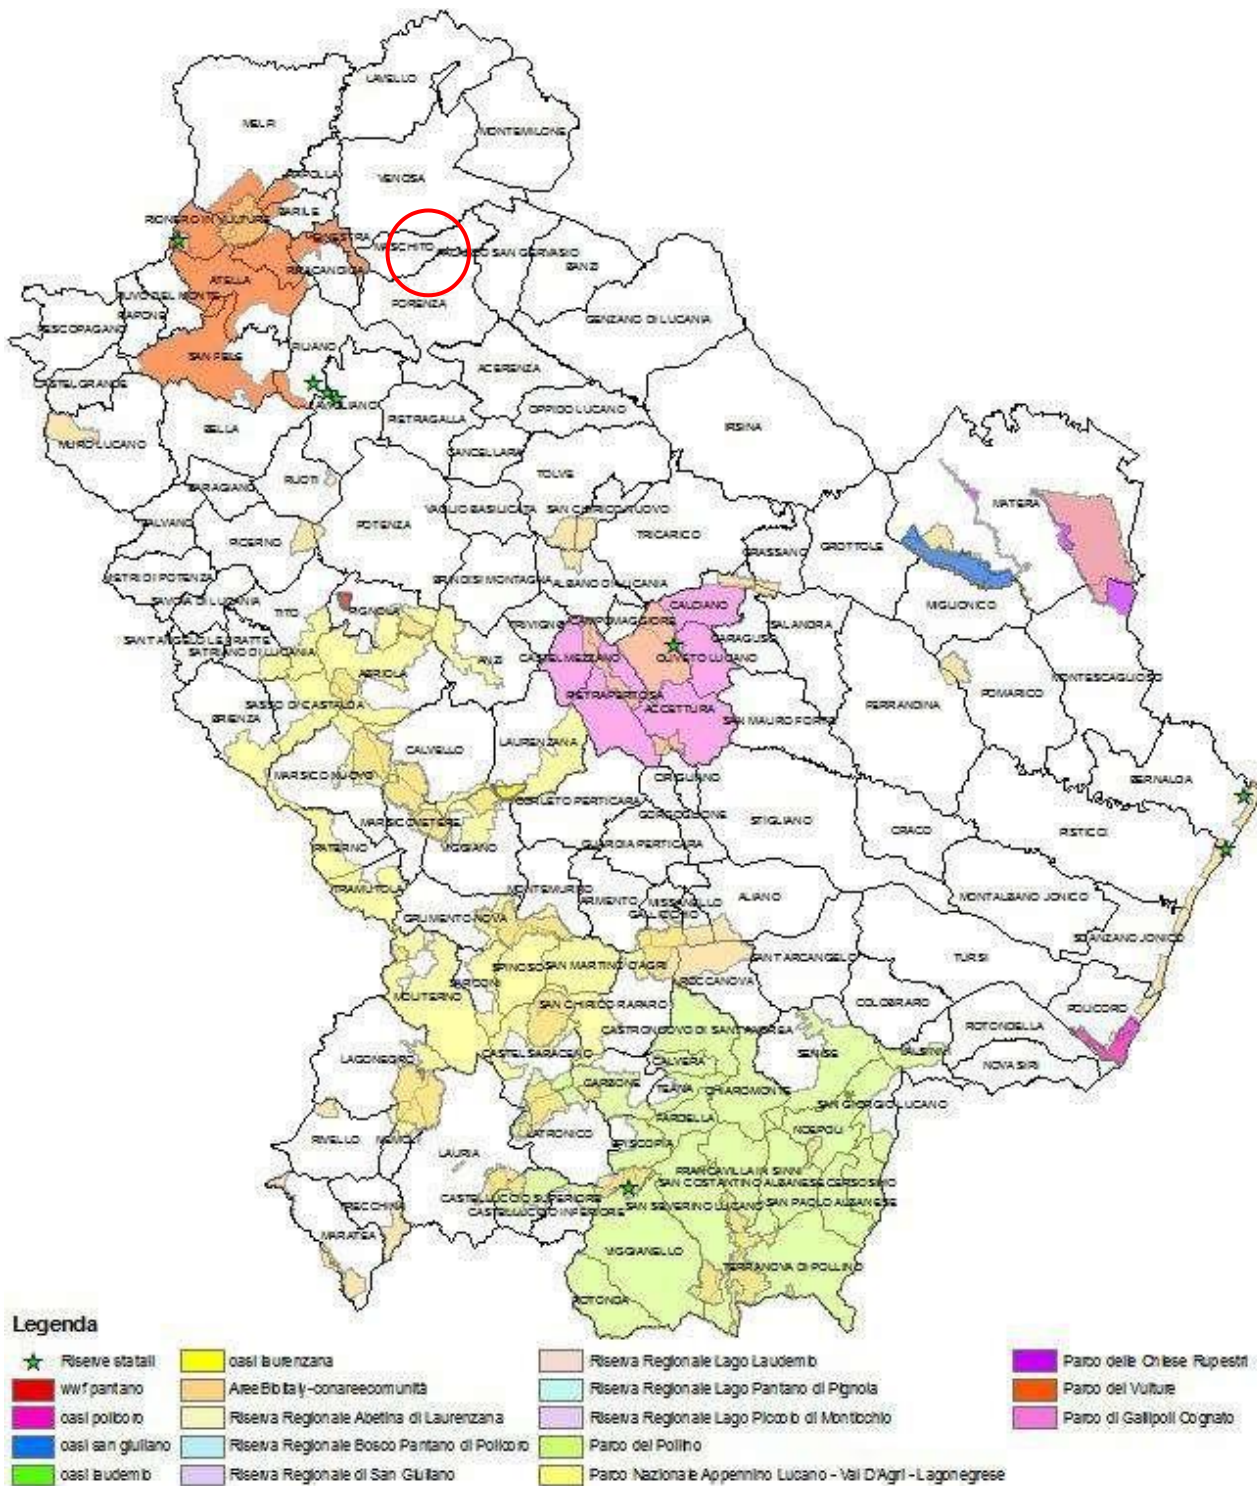 LAVELLO
MELFI
MONTEMILONE
RAPOLLA
VENOSA
BARILE
RIONERO IN VULTURE
GINESTRA
MASCHITO
PALAZZO SAN GERVASIO
BANZI
RIPACANDIDA
ATELLA
RUVO DEL MONTE
FORENZA
GENZANO DI LUCANIA
RAPONE
PESCOPAGANO
SAN FELE
FILIANO
ACERENZA
CASTELGRANDE
AVIGLIANO
OPPIDO LUCANO
PIETRAGALLA
IRSINA
BELLA
MURO LUCANO
CANCELLARA
TOLVE
RUOTI
BARAGIANO
MATERA
VAGLIO BASILICATA
SAN CHIRICO NUOVO
BALVANO
POTENZA
TRICARICO
PICERNO
GROTTOLE
GRASSANO
VIETRI DI POTENZA
BRINDISI MONTAGNA
ALBANO DI LUCANIA
SAVOIA DI LUCANIA
CALCIANO
MIGLIONICO
TITO
PIGNOLA
CAMPOMAGGIORE
TRIVIGNO
SALANDRA
SANT'ANGELO LE FRATTE
GARAGUSO
SATRIANO DI LUCANIA
CASTELMEZZANO
OLIVETO LUCANO
ANZI
ABRIOLA
MONTESCAGLIOSO
PIETRAPERTOSA
POMARICO
SASSO DI CASTALDA
ACCETTURA
FERRANDINA
BRIENZA
SAN MAURO FORTE
LAURENZANA
CALVELLO
MARSICO NUOVO
CIRIGLIANO
BERNALDA
CORLETO PERTICARA
GORGOGLIONE
MARSICOVETERE
STIGLIANO
CRACO
PISTICCI
PATERNO
VIGGIANO
GUARDIA PERTICARA
TRAMUTOLA
MONTEMURRO
ARMENTO
MISSANELLO
ALIANO
MONTALBANO JONICO
GALLICCHIO
GRUMENTO NOVA
SCANZANO JONICO
SPINOSO
SAN MARTINO D'AGRI
SANT'ARCANGELO
TURSI
SARCONI
ROCCANOVA
MOLITERNO
SAN CHIRICO RAPARO
COLOBRARO
POLICORO
CASTRONUOVO DI SANT'ANDREA
ROTONDELLA
LAGONEGRO
CASTELSARACENO
CALVERA
SENISE
VALSINNI
NOVA SIRI
CARBONE
TEANA
CHIAROMONTE
SAN GIORGIO LUCANO
FARDELLA
NOEPOLI
RIVELLO
NEMOLI
LATRONICO
EPISCOPIA
LAURIA
FRANCAVILLA IN SINNI
SAN COSTANTINO ALBANESE
CERSOSIMO
CASTELLUCCIO SUPERIORE
SAN PAOLO ALBANESE
TRECCHINA
CASTELLUCCIO INFERIORE
SAN SEVERINO LUCANO
MARATEA
VIGGIANELLO
TERRANOVA DI POLLINO
ROTONDA
Legenda
Riserve statali
wwf pantano
oasi policoro
oasi san giuliano
oasi laudemio
oasi laurenzana
AreeBioItaly-conareecomunità
Riserva Regionale Abetina di Laurenzana
Riserva Regionale Bosco Pantano di Policoro
Riserva Regionale di San Giuliano
Riserva Regionale Lago Laudemio
Riserva Regionale Lago Pantano di Pignola
Riserva Regionale Lago Piccolo di Monticchio
Parco del Pollino
Parco Nazionale Appennino Lucano - Val D'Agri - Lagonegrese
Parco delle Chiese Rupestri
Parco del Vulture
Parco di Gallipoli Cognato